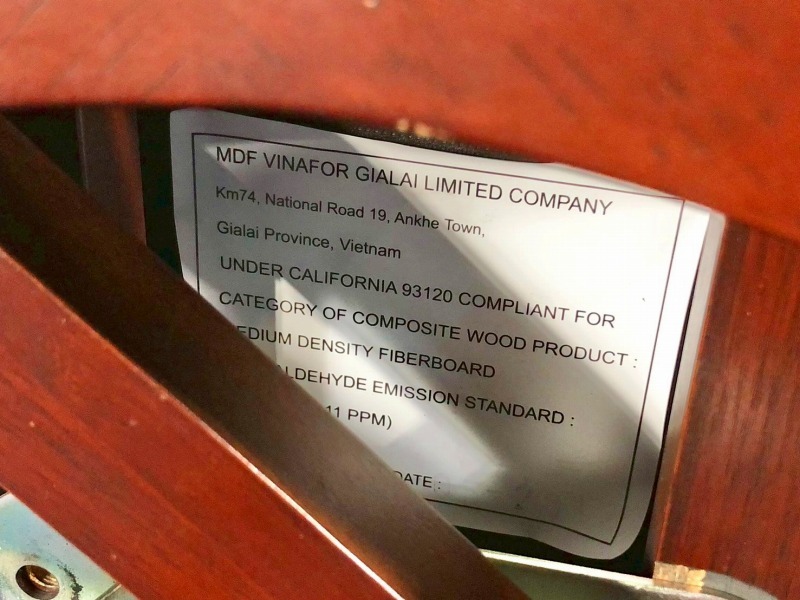 MDF VINAFOR GIALAI LIMITED COMPANY
Km74, National Road 19, Ankhe Town,
Gialai Province, Vietnam
UNDER CALIFORNIA 93120 COMPLIANT FOR
CATEGORY OF COMPOSITE WOOD PRODUCT :
MEDIUM DENSITY FIBERBOARD
ALDEHYDE EMISSION STANDARD :
11 PPM)
DATE :